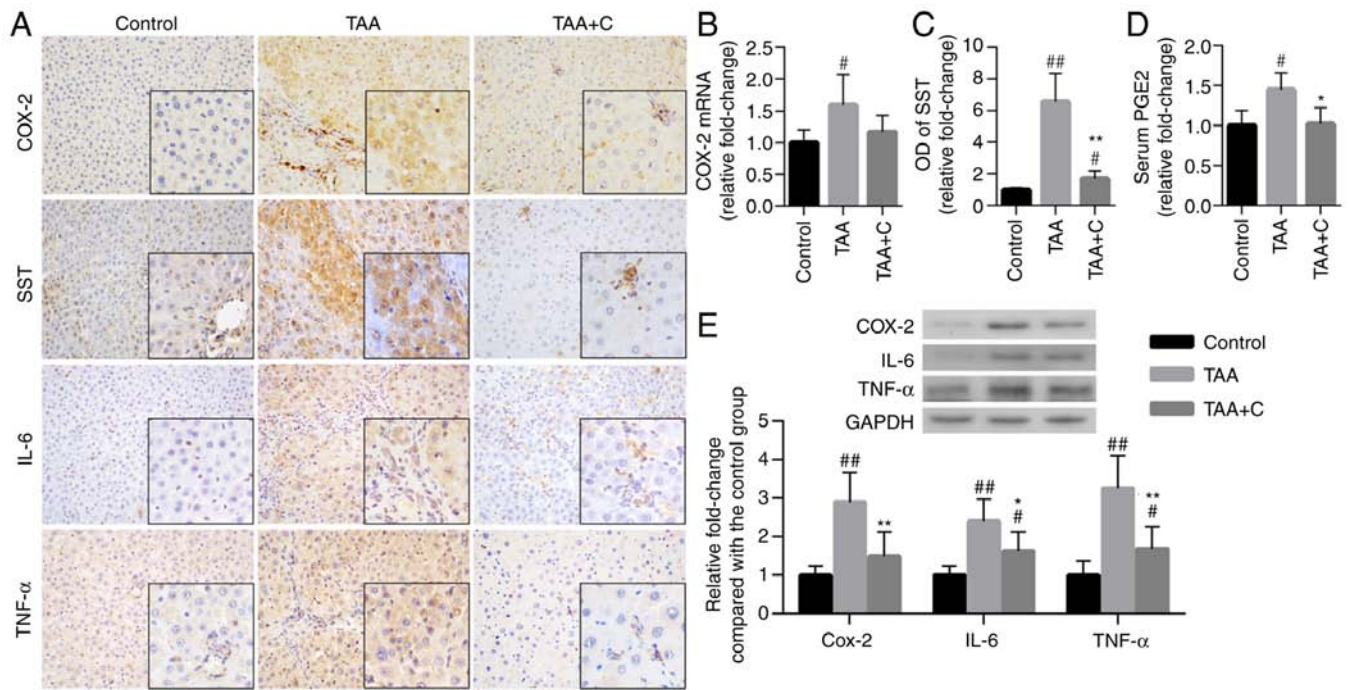 A
Control
TAA
TAA+C
COX-2
SST
IL-6
TNF-α
B
COX-2 mRNA
(relative fold-change)
2.5
2.0
1.5
1.0
0.5
0.0
#
Control
TAA
TAA+C
C
OD of SST
(relative fold-change)
10
8
6
4
2
0
##
**
#
Control
TAA
TAA+C
D
Serum PGE2
(relative fold-change)
2.0
1.5
1.0
0.5
0.0
#
*
Control
TAA
TAA+C
E
COX-2
IL-6
TNF-α
GAPDH
Control
TAA
TAA+C
Relative fold-change
compared with the control group
5
4
3
2
1
0
##
**
##
*
#
##
**
#
Cox-2
IL-6
TNF-α